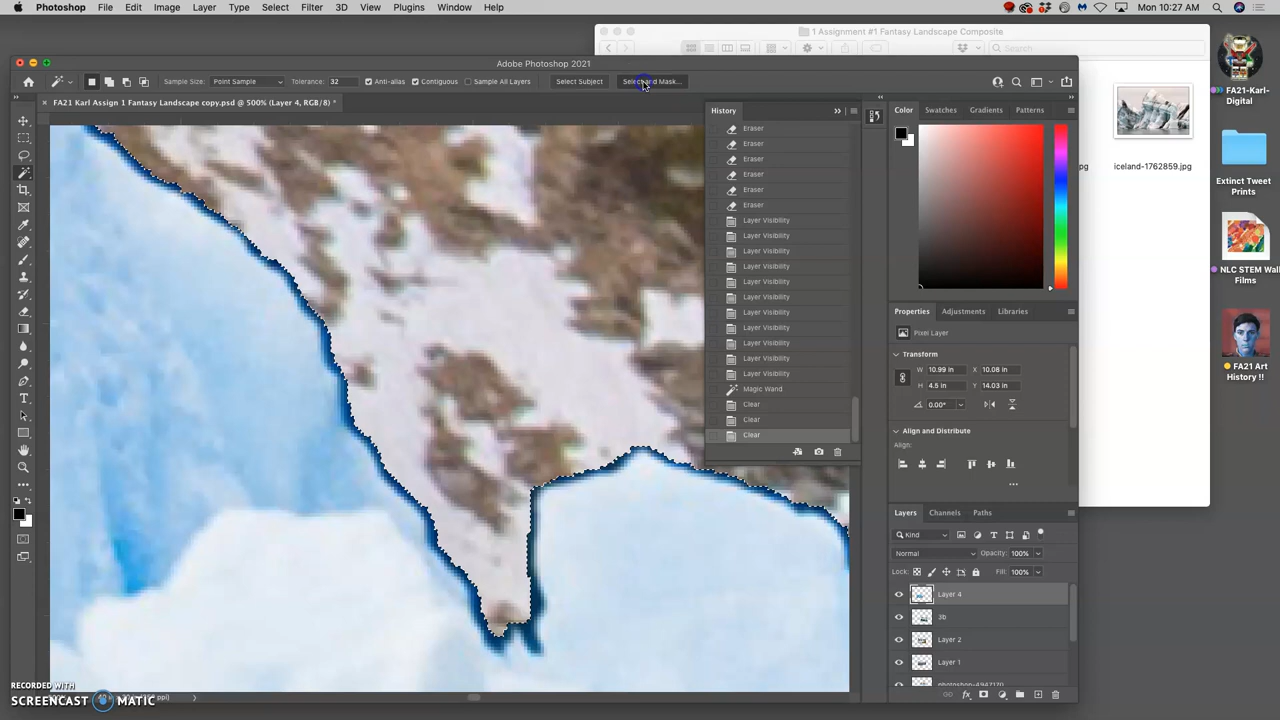 Photoshop File Edit Image Layer Type Select Filter 3D View Plugins Window Help
Mon 10:27 AM
1 Assignment #1 Fantasy Landscape Composite
Search
Adobe Photoshop 2021
Sample Size: Point Sample Tolerance: 32 Anti-alias Contiguous Sample All Layers Select Subject Select and Mask...
FA21 Karl Assign 1 Fantasy Landscape copy.psd @ 500% (Layer 4, RGB/8) *
History
Eraser
Eraser
Eraser
Eraser
Eraser
Eraser
Layer Visibility
Layer Visibility
Layer Visibility
Layer Visibility
Layer Visibility
Layer Visibility
Layer Visibility
Layer Visibility
Layer Visibility
Layer Visibility
Layer Visibility
Magic Wand
Clear
Clear
Clear
Color Swatches Gradients Patterns
Properties Adjustments Libraries
Pixel Layer
Transform
W 10.99 in X 10.08 in
H 4.5 in Y 14.03 in
0.00°
Align and Distribute
Align:
Layers Channels Paths
Kind
Normal Opacity: 100%
Lock: Fill: 100%
Layer 4
3b
Layer 2
Layer 1
pg
iceland-1762859.jpg
FA21-Karl-
Digital
Extinct Tweet
Prints
NLC STEM Wall
Films
FA21 Art
History !!
RECORDED WITH
SCREENCAST MATIC